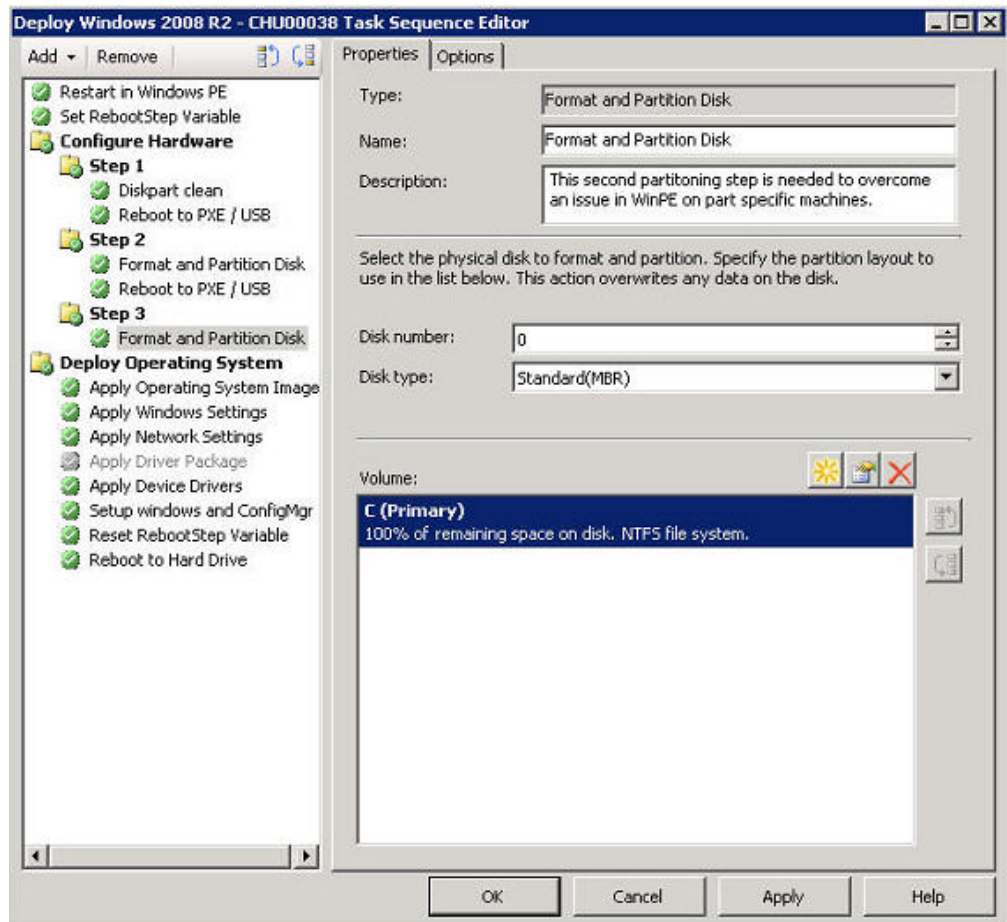 Deploy Windows 2008 R2 - CHU00038 Task Sequence Editor
Add Remove
Restart in Windows PE
Set RebootStep Variable
Configure Hardware
Step 1
Diskpart clean
Reboot to PXE / USB
Step 2
Format and Partition Disk
Reboot to PXE / USB
Step 3
Format and Partition Disk
Deploy Operating System
Apply Operating System Image
Apply Windows Settings
Apply Network Settings
Apply Driver Package
Apply Device Drivers
Setup windows and ConfigMgr
Reset RebootStep Variable
Reboot to Hard Drive
Properties Options
Type: Format and Partition Disk
Name: Format and Partition Disk
Description: This second partitoning step is needed to overcome
an issue in WinPE on part specific machines.
Select the physical disk to format and partition. Specify the partition layout to
use in the list below. This action overwrites any data on the disk.
Disk number: 0
Disk type: Standard(MBR)
Volume:
C (Primary)
100% of remaining space on disk. NTFS file system.
OK Cancel Apply Help